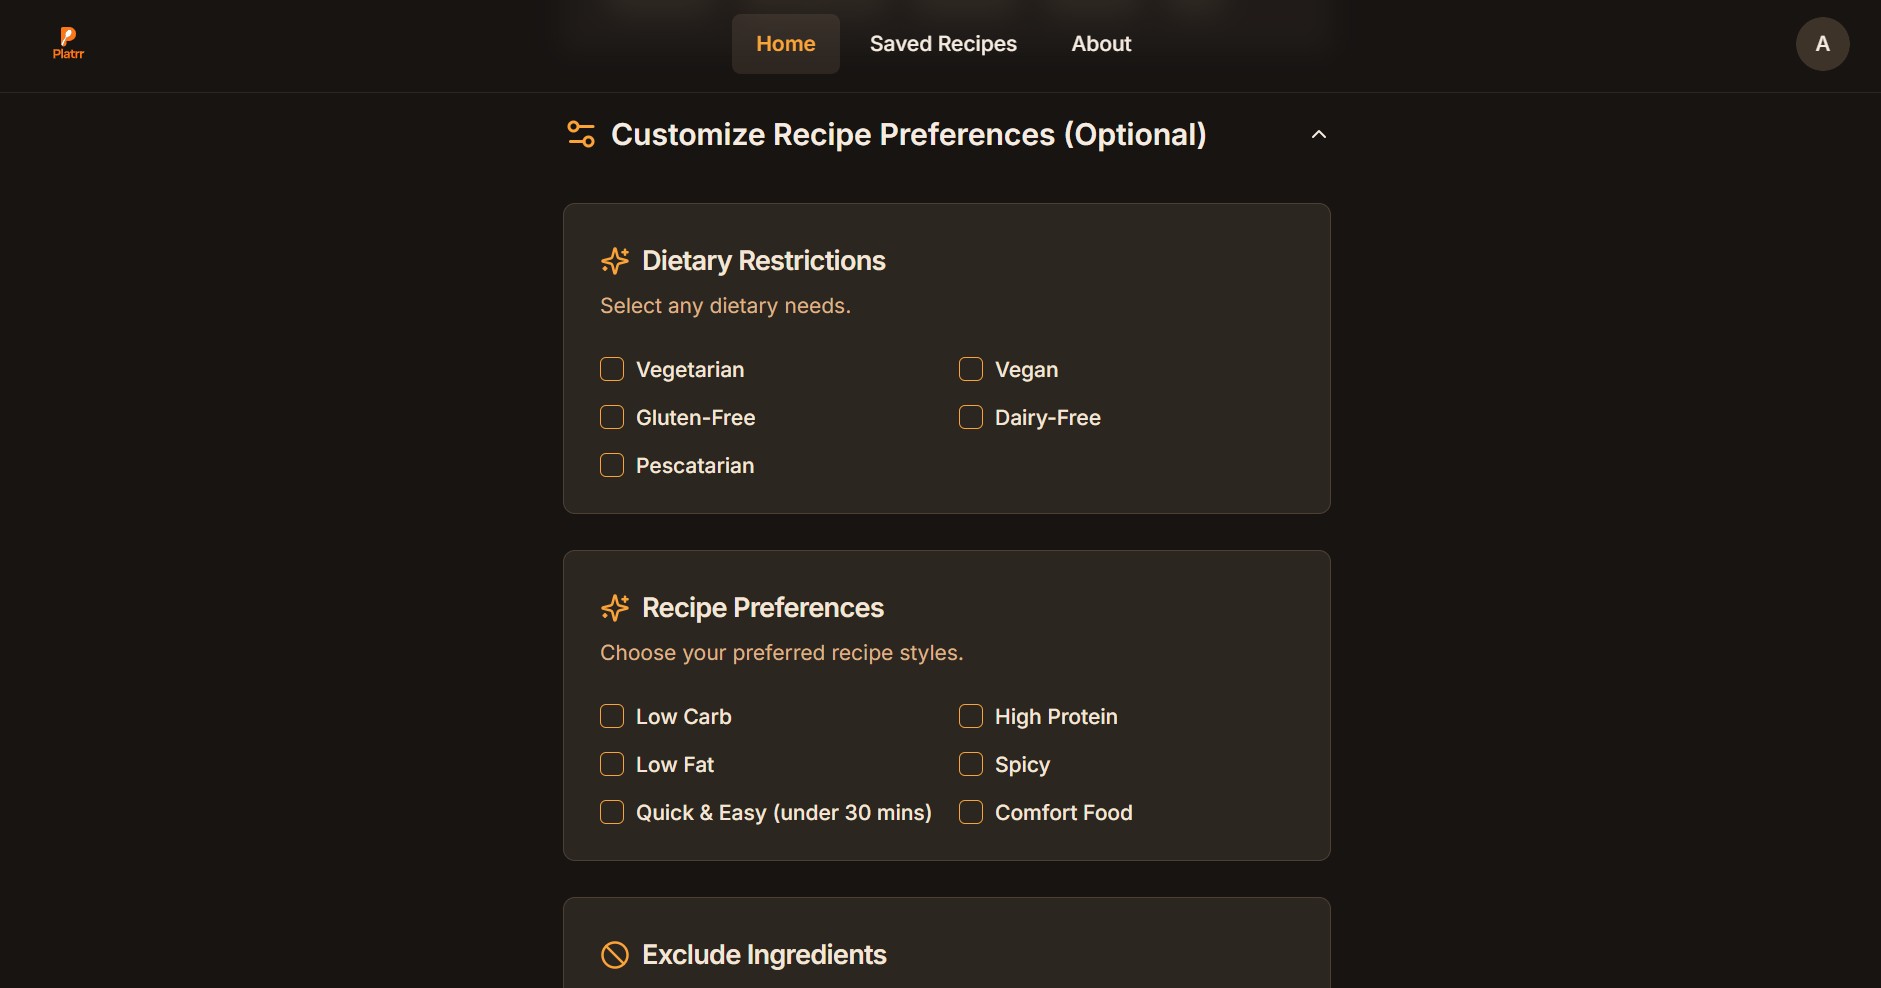 Platrr
Home
Saved Recipes
About
A
Customize Recipe Preferences (Optional)
Dietary Restrictions
Select any dietary needs.
Vegetarian
Vegan
Gluten-Free
Dairy-Free
Pescatarian
Recipe Preferences
Choose your preferred recipe styles.
Low Carb
High Protein
Low Fat
Spicy
Quick & Easy (under 30 mins)
Comfort Food
Exclude Ingredients